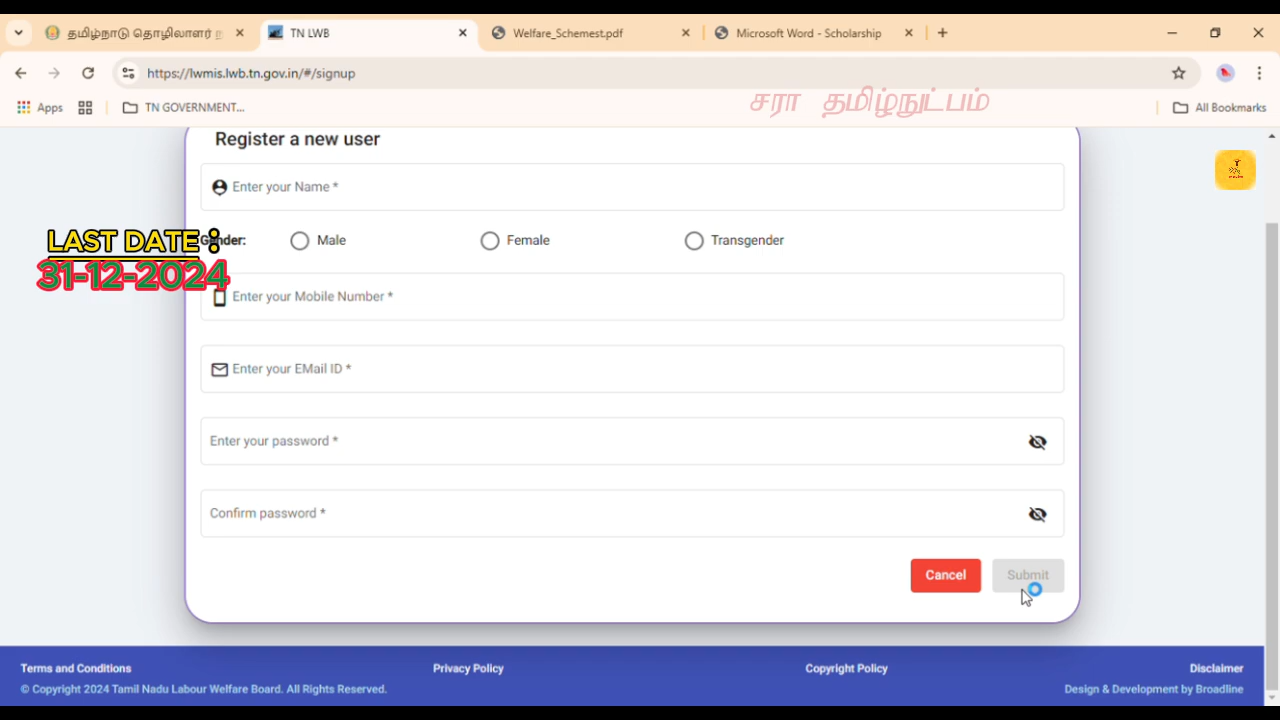 தமிழ்நாடு தொழிலாளர் ந
TN LWB
Welfare_Schemest.pdf
Microsoft Word - Scholarship
https://lwmis.lwb.tn.gov.in/#/signup
Apps
TN GOVERNMENT...
சரா தமிழ்நுட்பம்
All Bookmarks
Register a new user
Enter your Name *
LAST DATE :
31-12-2024
Gender:
Male
Female
Transgender
Enter your Mobile Number *
Enter your EMail ID *
Enter your password *
Confirm password *
Cancel
Submit
Terms and Conditions
Privacy Policy
Copyright Policy
Disclaimer
© Copyright 2024 Tamil Nadu Labour Welfare Board. All Rights Reserved.
Design & Development by Broadline